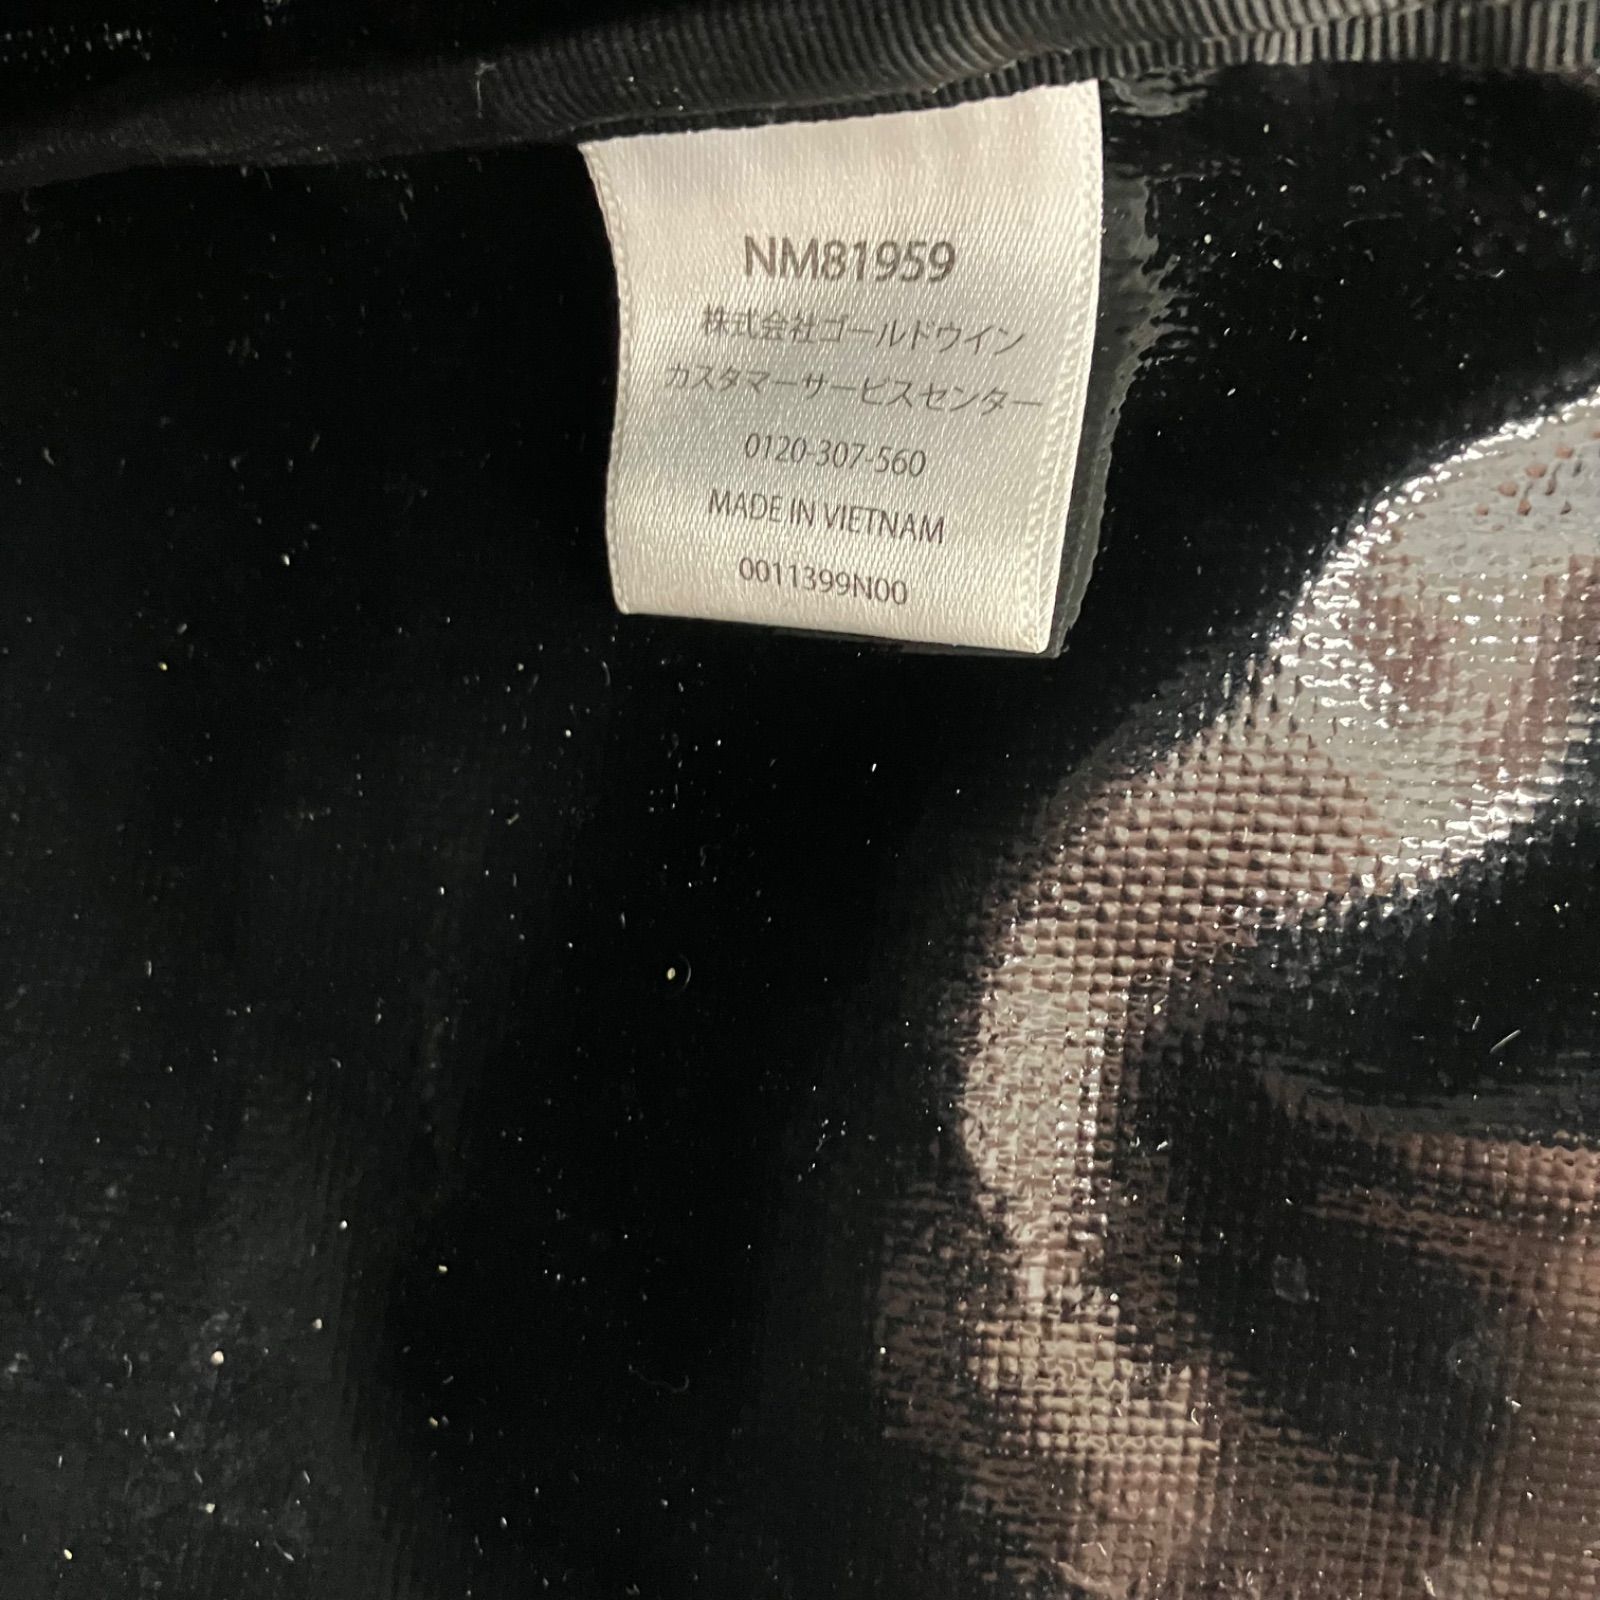 NM81959
株式会社ゴールドウイン
カスタマーサービスセンター
0120-307-560
MADE IN VIETNAM
0011399N00